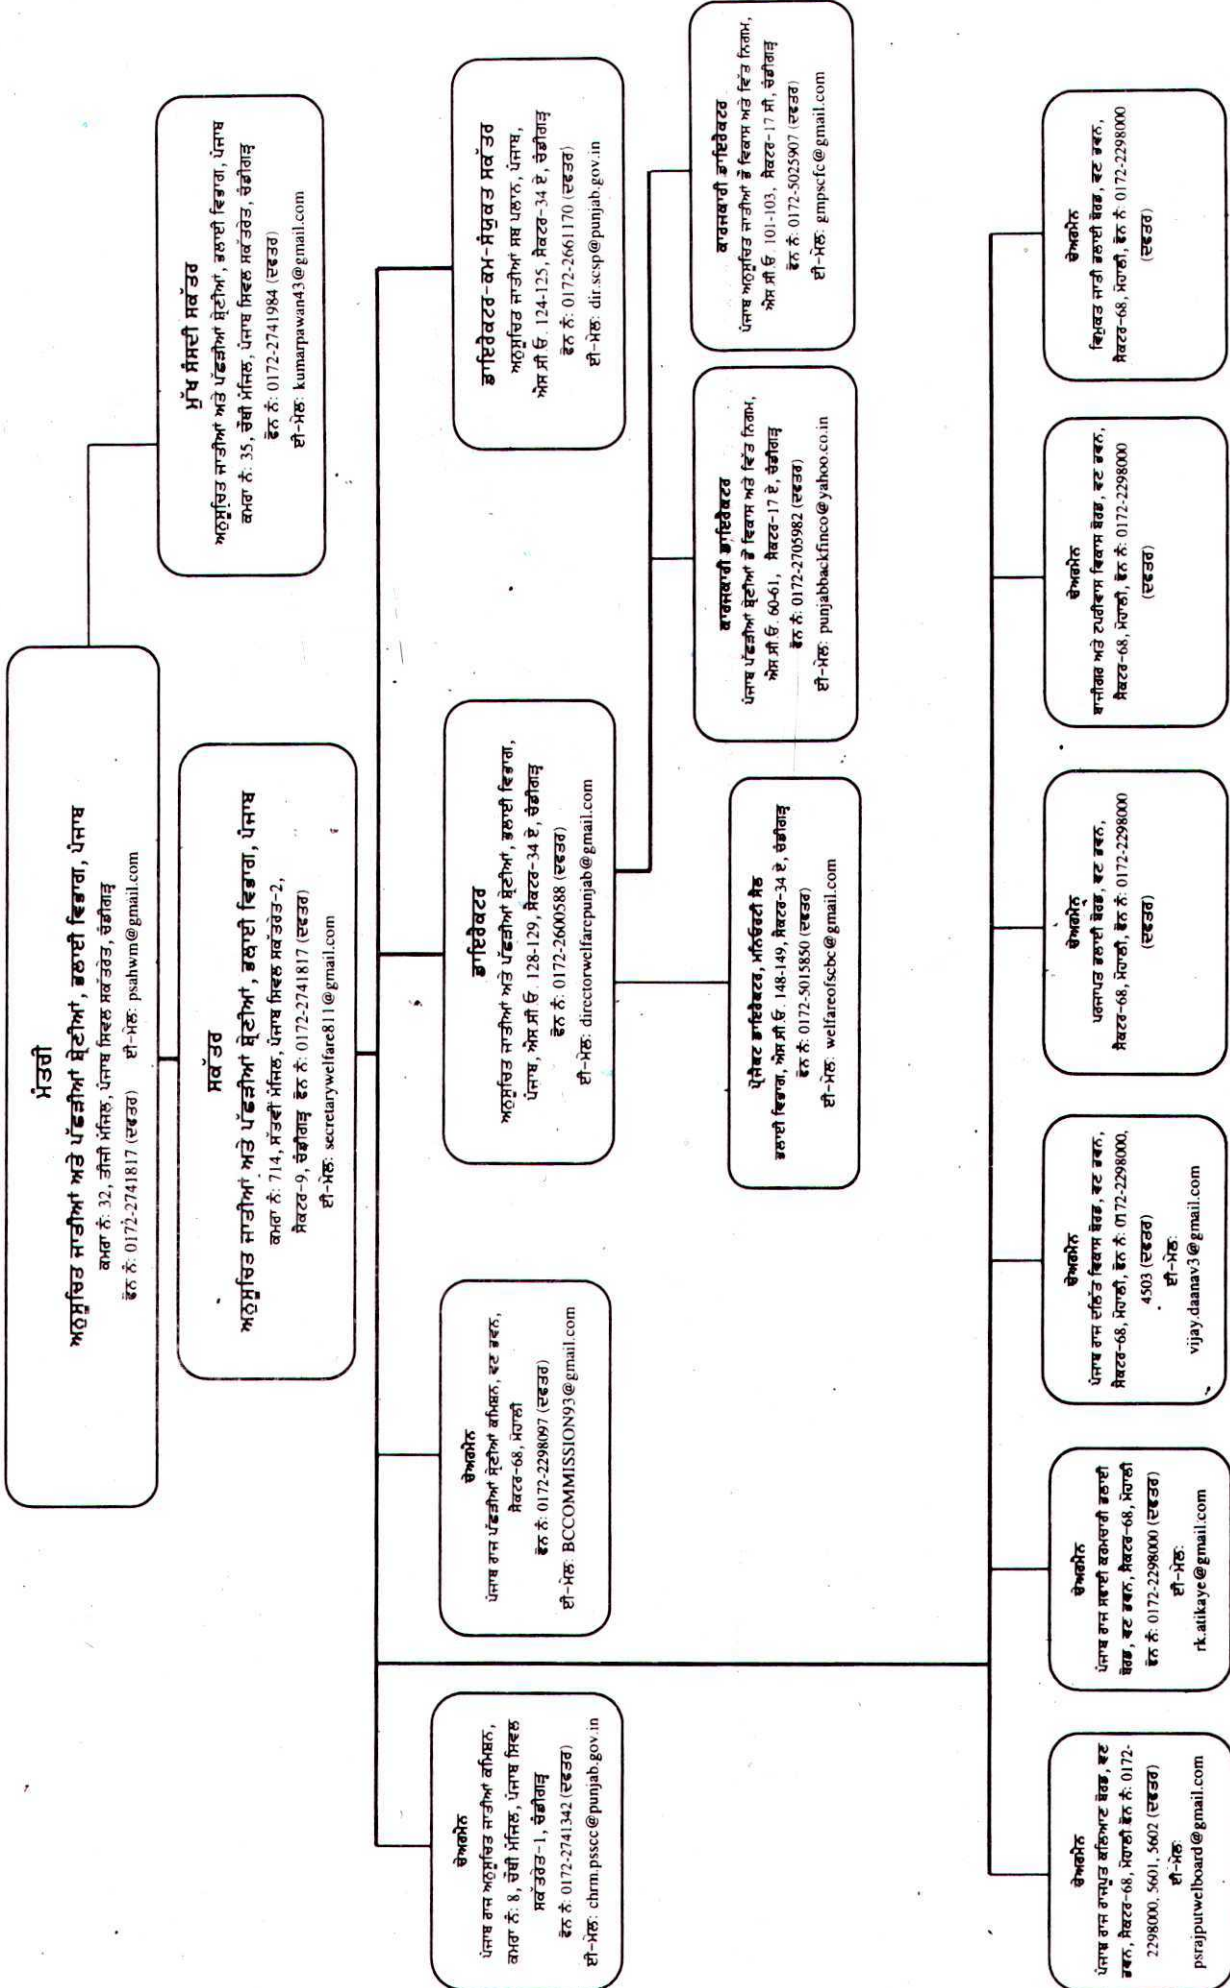 ਮੰਤਰੀ
ਅਨੁਸੂਚਿਤ ਜਾਤੀਆਂ ਅਤੇ ਪੱਛੜੀਆਂ ਸ਼੍ਰੇਣੀਆਂ, ਭਲਾਈ ਵਿਭਾਗ, ਪੰਜਾਬ
ਕਮਰਾ ਨੰ: 32, ਤੀਜੀ ਮੰਜਿਲ, ਪੰਜਾਬ ਸਿਵਲ ਸਕੱਤਰੇਤ, ਚੰਡੀਗੜ੍ਹ
ਫੋਨ ਨੰ: 0172-2741817 (ਦਫਤਰ) ਈ-ਮੇਲ: psahwm@gmail.com
ਮੁੱਖ ਸੰਸਦੀ ਸਕੱਤਰ
ਅਨੁਸੂਚਿਤ ਜਾਤੀਆਂ ਅਤੇ ਪੱਛੜੀਆਂ ਸ਼੍ਰੇਣੀਆਂ, ਭਲਾਈ ਵਿਭਾਗ, ਪੰਜਾਬ
ਕਮਰਾ ਨੰ: 35, ਚੋਥੀ ਮੰਜਿਲ, ਪੰਜਾਬ ਸਿਵਲ ਸਕੱਤਰੇਤ, ਚੰਡੀਗੜ੍ਹ
ਫੋਨ ਨੰ: 0172-2741984 (ਦਫਤਰ)
ਈ-ਮੇਲ: kumarpawan43@gmail.com
ਸਕੱਤਰ
ਅਨੁਸੂਚਿਤ ਜਾਤੀਆਂ ਅਤੇ ਪੱਛੜੀਆਂ ਸ਼੍ਰੇਣੀਆਂ, ਭਲਾਈ ਵਿਭਾਗ, ਪੰਜਾਬ
ਕਮਰਾ ਨੰ: 714, ਸੱਤਵੀਂ ਮੰਜਿਲ, ਪੰਜਾਬ ਸਿਵਲ ਸਕੱਤਰੇਤ-2,
ਸੈਕਟਰ-9, ਚੰਡੀਗੜ੍ਹ ਫੋਨ ਨੰ: 0172-2741817 (ਦਫਤਰ)
ਈ-ਮੇਲ: secretarywelfare811@gmail.com
ਚੇਅਰਮੈਨ
ਪੰਜਾਬ ਰਾਜ ਅਨੁਸੂਚਿਤ ਜਾਤੀਆਂ ਕਮਿਸ਼ਨ,
ਕਮਰਾ ਨੰ: 8, ਚੋਥੀ ਮੰਜਿਲ, ਪੰਜਾਬ ਸਿਵਲ
ਸਕੱਤਰੇਤ-1, ਚੰਡੀਗੜ੍ਹ
ਫੋਨ ਨੰ: 0172-2741342 (ਦਫਤਰ)
ਈ-ਮੇਲ: chrm.psscc@punjab.gov.in
ਚੇਅਰਮੈਨ
ਪੰਜਾਬ ਰਾਜ ਪੱਛੜੀਆਂ ਸ਼੍ਰੇਣੀਆਂ ਕਮਿਸ਼ਨ, ਵਣ ਭਵਨ,
ਸੈਕਟਰ-68, ਮੋਹਾਲੀ
ਫੋਨ ਨੰ: 0172-2298097 (ਦਫਤਰ)
ਈ-ਮੇਲ: BCCOMMISSION93@gmail.com
ਡਾਇਰੈਕਟਰ
ਅਨੁਸੂਚਿਤ ਜਾਤੀਆਂ ਅਤੇ ਪੱਛੜੀਆਂ ਸ਼੍ਰੇਣੀਆਂ, ਭਲਾਈ ਵਿਭਾਗ,
ਪੰਜਾਬ, ਐਸ.ਸੀ.ਓ. 128-129, ਸੈਕਟਰ-34 ਏ, ਚੰਡੀਗੜ੍ਹ
ਫੋਨ ਨੰ: 0172-2600588 (ਦਫਤਰ)
ਈ-ਮੇਲ: directorwelfarepunjab@gmail.com
ਡਾਇਰੈਕਟਰ-ਕਮ-ਸੰਯੁਕਤ ਸਕੱਤਰ
ਅਨੁਸੂਚਿਤ ਜਾਤੀਆਂ ਸਬ ਪਲਾਨ, ਪੰਜਾਬ,
ਐਸ.ਸੀ.ਓ. 124-125, ਸੈਕਟਰ-34 ਏ, ਚੰਡੀਗੜ੍ਹ
ਫੋਨ ਨੰ: 0172-2661170 (ਦਫਤਰ)
ਈ-ਮੇਲ: dir.scsp@punjab.gov.in
ਪ੍ਰੋਜੈਕਟ ਡਾਇਰੈਕਟਰ, ਮਨਿਓਰਟੀ ਸੈਲ
ਭਲਾਈ ਵਿਭਾਗ, ਐਸ.ਸੀ.ਓ. 148-149, ਸੈਕਟਰ-34 ਏ, ਚੰਡੀਗੜ੍ਹ
ਫੋਨ ਨੰ: 0172-5015850 (ਦਫਤਰ)
ਈ-ਮੇਲ: welfareofscbc@gmail.com
ਕਾਰਜਕਾਰੀ ਡਾਇਰੈਕਟਰ
ਪੰਜਾਬ ਪੱਛੜੀਆਂ ਸ਼੍ਰੇਣੀਆਂ ਭੋਂ ਵਿਕਾਸ ਅਤੇ ਵਿੱਤ ਨਿਗਮ,
ਐਸ.ਸੀ.ਓ. 60-61, ਸੈਕਟਰ-17 ਏ, ਚੰਡੀਗੜ੍ਹ
ਫੋਨ ਨੰ: 0172-2705982 (ਦਫਤਰ)
ਈ-ਮੇਲ: punjabbackfinco@yahoo.co.in
ਕਾਰਜਕਾਰੀ ਡਾਇਰੈਕਟਰ
ਪੰਜਾਬ ਅਨੁਸੂਚਿਤ ਜਾਤੀਆਂ ਭੋਂ ਵਿਕਾਸ ਅਤੇ ਵਿੱਤ ਨਿਗਮ,
ਐਸ.ਸੀ.ਓ. 101-103, ਸੈਕਟਰ-17 ਸੀ, ਚੰਡੀਗੜ੍ਹ
ਫੋਨ ਨੰ: 0172-5025907 (ਦਫਤਰ)
ਈ-ਮੇਲ: gmpscfc@gmail.com
ਚੇਅਰਮੈਨ
ਪੰਜਾਬ ਰਾਜ ਰਾਜਪੂਤ ਕਲਿਆਣ ਬੋਰਡ, ਵਣ
ਭਵਨ, ਸੈਕਟਰ-68, ਮੋਹਾਲੀ ਫੋਨ ਨੰ: 0172-
2298000, 5601, 5602 (ਦਫਤਰ)
ਈ-ਮੇਲ:
psrajputwelboard@gmail.com
ਚੇਅਰਮੈਨ
ਪੰਜਾਬ ਰਾਜ ਸਫਾਈ ਕਰਮਚਾਰੀ ਭਲਾਈ
ਬੋਰਡ, ਵਣ ਭਵਨ, ਸੈਕਟਰ-68, ਮੋਹਾਲੀ
ਫੋਨ ਨੰ: 0172-2298000 (ਦਫਤਰ)
ਈ-ਮੇਲ:
rk.atikaye@gmail.com
ਚੇਅਰਮੈਨ
ਪੰਜਾਬ ਰਾਜ ਦਲਿੱਤ ਵਿਕਾਸ ਬੋਰਡ, ਵਣ ਭਵਨ,
ਸੈਕਟਰ-68, ਮੋਹਾਲੀ, ਫੋਨ ਨੰ: 0172-2298000,
4503 (ਦਫਤਰ)
ਈ-ਮੇਲ:
vijay.daanav3@gmail.com
ਚੇਅਰਮੈਨ
ਪਰਜਾਪਤ ਭਲਾਈ ਬੋਰਡ, ਵਣ ਭਵਨ,
ਸੈਕਟਰ-68, ਮੋਹਾਲੀ, ਫੋਨ ਨੰ: 0172-2298000
(ਦਫਤਰ)
ਚੇਅਰਮੈਨ
ਬਾਜੀਗਰ ਅਤੇ ਟਪਰੀਵਾਸ ਵਿਕਾਸ ਬੋਰਡ, ਵਣ ਭਵਨ,
ਸੈਕਟਰ-68, ਮੋਹਾਲੀ, ਫੋਨ ਨੰ: 0172-2298000
(ਦਫਤਰ)
ਚੇਅਰਮੈਨ
ਵਿਮੁਕਤ ਜਾਤੀ ਭਲਾਈ ਬੋਰਡ, ਵਣ ਭਵਨ,
ਸੈਕਟਰ-68, ਮੋਹਾਲੀ, ਫੋਨ ਨੰ: 0172-2298000
(ਦਫਤਰ)